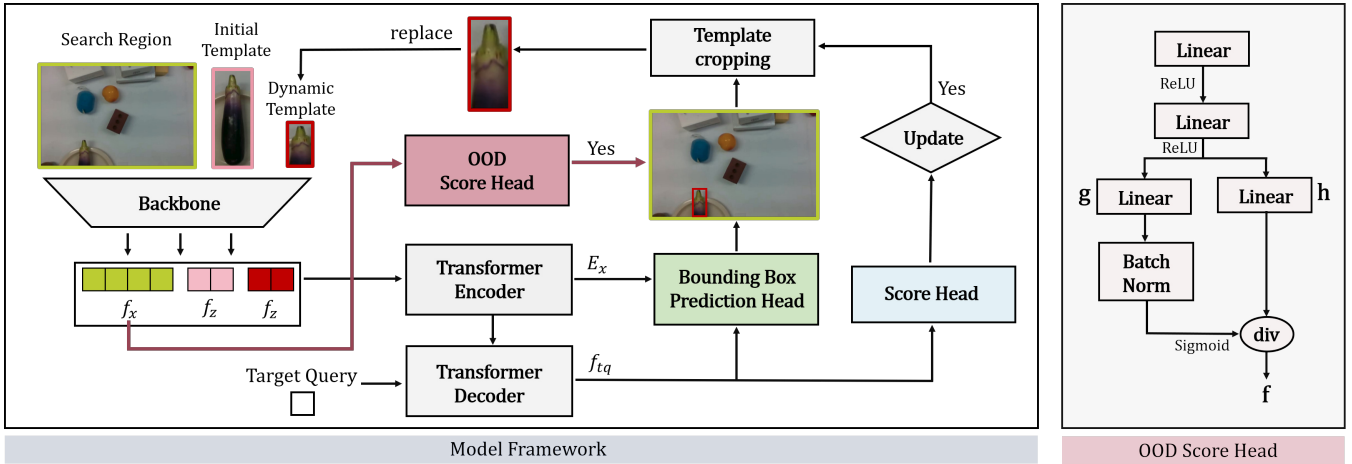 Search Region
Initial
Template
Dynamic
Template
replace
Template
cropping
Yes
Update
OOD
Score Head
Yes
Backbone
f_x
f_z
f_z
Transformer
Encoder
E_x
Bounding Box
Prediction Head
Score Head
Target Query
Transformer
Decoder
f_tq
Model Framework
Linear
ReLU
Linear
ReLU
g
Linear
Linear
h
Batch
Norm
Sigmoid
div
f
OOD Score Head